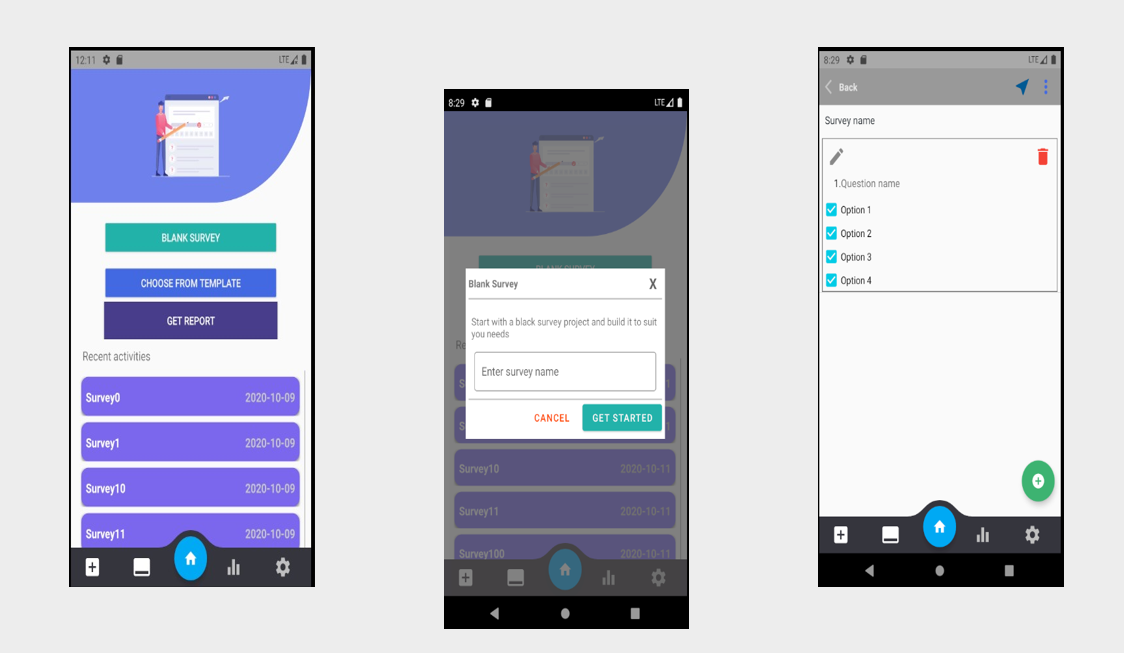 12:11
LTE
BLANK SURVEY
CHOOSE FROM TEMPLATE
GET REPORT
Recent activities
Survey0 2020-10-09
Survey1 2020-10-09
Survey10 2020-10-09
Survey11 2020-10-09
8:29
LTE
Blank Survey X
Start with a black survey project and build it to suit
you needs
Enter survey name
CANCEL
GET STARTED
Re
S
S
Survey10 2020-10-11
Survey11 2020-10-11
Survey100 2020-10-11
8:29
LTE
Back
Survey name
1.Question name
Option 1
Option 2
Option 3
Option 4